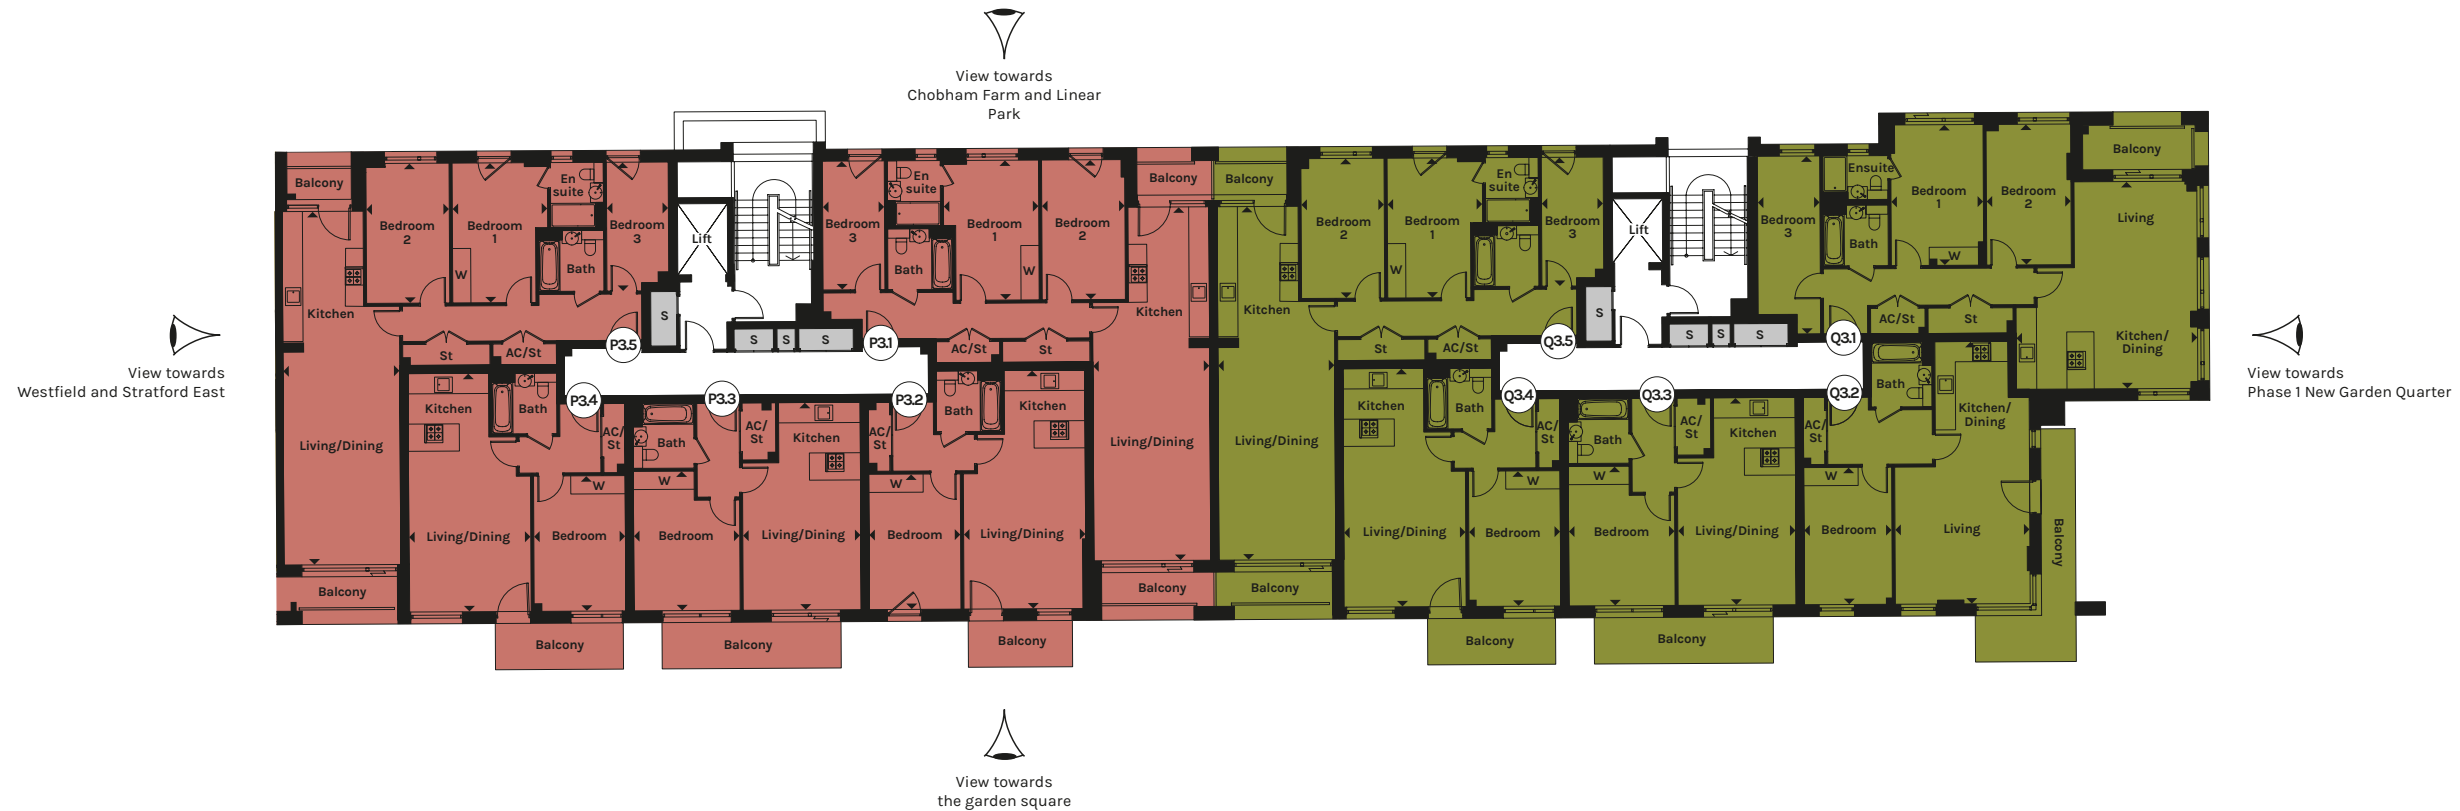 View towards
Chobham Farm and Linear
Park
View towards
Westfield and Stratford East
View towards
Phase 1 New Garden Quarter
View towards
the garden square
Balcony
Bedroom
2
Bedroom
1
En
suite
Bedroom
3
W
Bath
Kitchen
St
AC/St
P3.5
S
Lift
Living/Dining
Balcony
S
S
S
Bedroom
3
En
suite
Bedroom
1
Bedroom
2
Bath
W
Balcony
Kitchen
P3.1
AC/St
St
Living/Dining
Balcony
P3.4
Kitchen
Bath
AC/
St
W
Living/Dining
Bedroom
Balcony
P3.3
Bath
AC/
St
Kitchen
W
Bedroom
Living/Dining
Balcony
P3.2
AC/
St
Bath
Kitchen
W
Bedroom
Living/Dining
Balcony
Balcony
Bedroom
2
Bedroom
1
En
suite
Bedroom
3
W
Kitchen
St
AC/St
Q3.5
S
Lift
Living/Dining
Balcony
S
S
S
Bedroom
3
Ensuite
Bath
Bedroom
1
W
Bedroom
2
Balcony
Living
Kitchen/
Dining
AC/St
St
Q3.1
Q3.4
Kitchen
Bath
AC/
St
W
Living/Dining
Bedroom
Balcony
Q3.3
Bath
AC/
St
Kitchen
W
Bedroom
Living/Dining
Balcony
Q3.2
AC/
St
Bath
Kitchen/
Dining
W
Bedroom
Living
Balcony